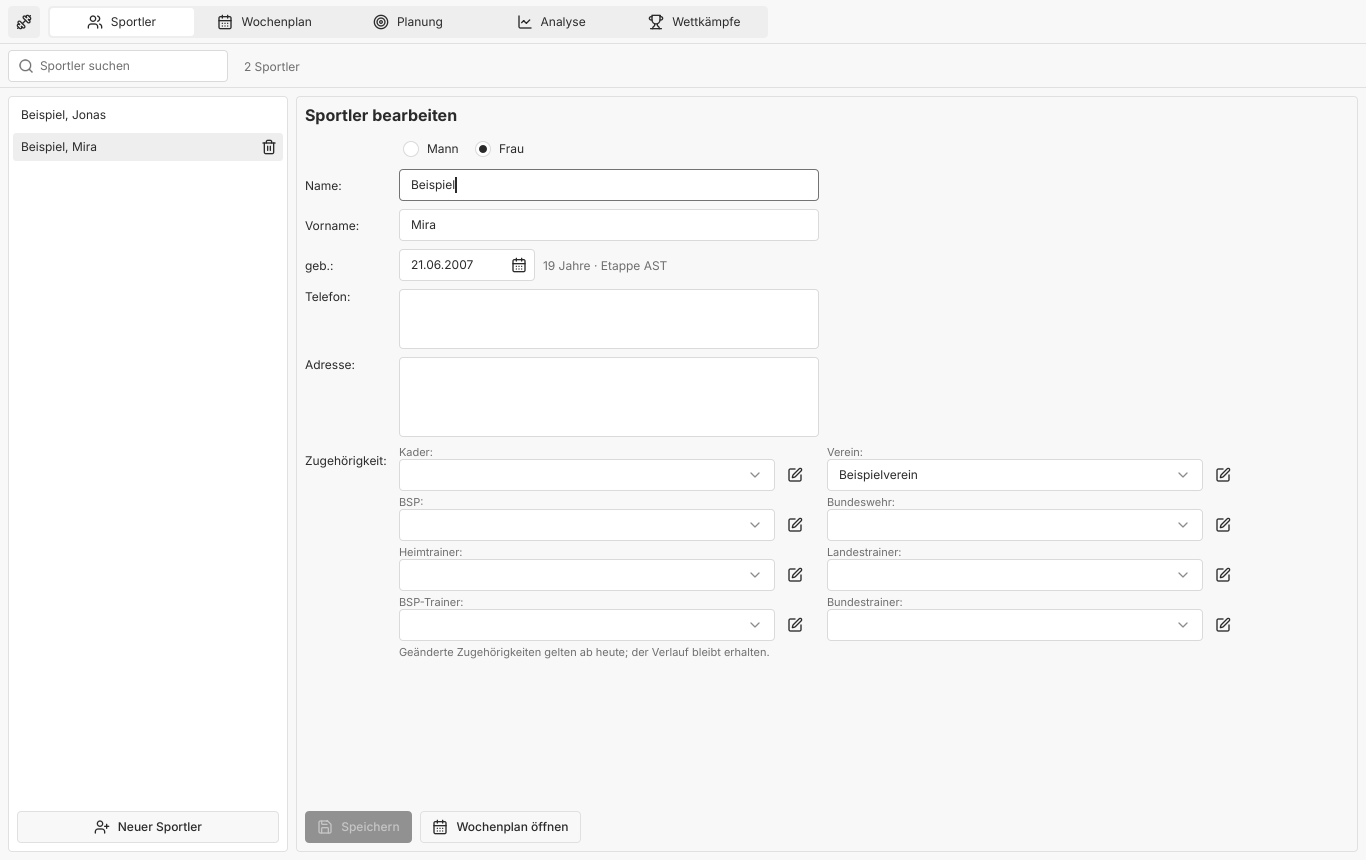 Sportler
Wochenplan
Planung
Analyse
Wettkämpfe
Sportler suchen
2 Sportler
Beispiel, Jonas
Beispiel, Mira
Neuer Sportler
Sportler bearbeiten
Mann
Frau
Name:
Beispiel
Vorname:
Mira
geb.:
21.06.2007
19 Jahre · Etappe AST
Telefon:
Adresse:
Zugehörigkeit:
Kader:
Verein:
Beispielverein
BSP:
Bundeswehr:
Heimtrainer:
Landestrainer:
BSP-Trainer:
Bundestrainer:
Geänderte Zugehörigkeiten gelten ab heute; der Verlauf bleibt erhalten.
Speichern
Wochenplan öffnen